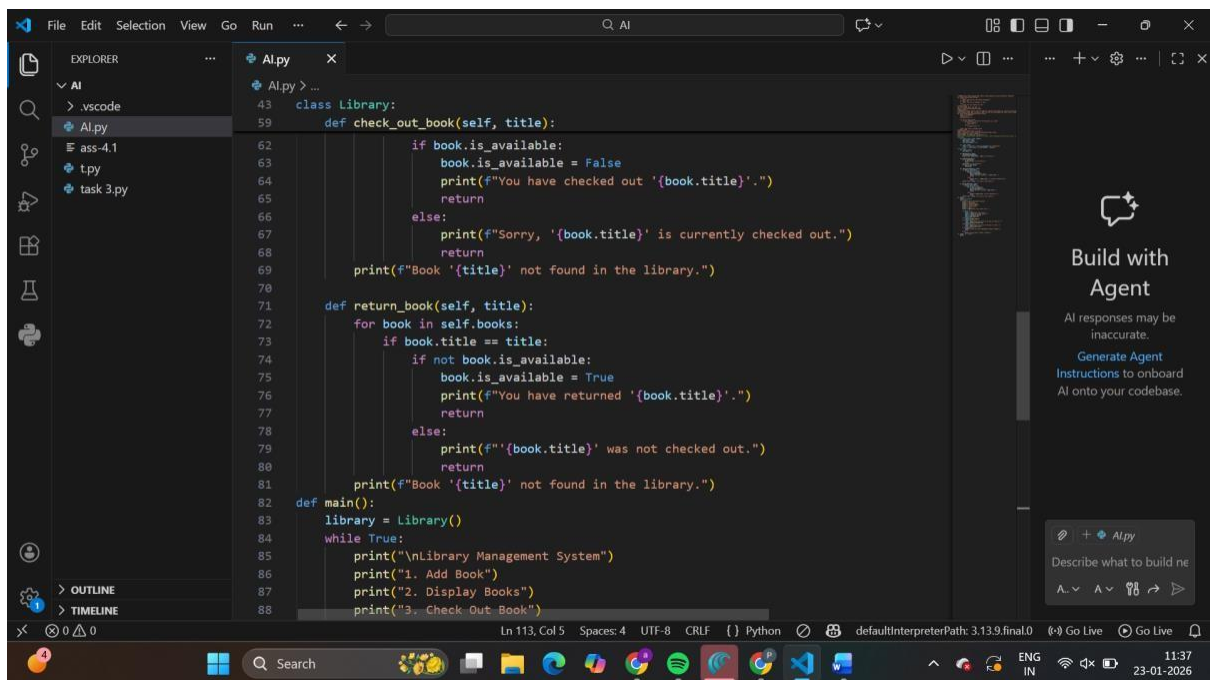 File Edit Selection View Go Run ··· AI
EXPLORER ···
AI
.vscode
AI.py
ass-4.1
t.py
task 3.py
OUTLINE
TIMELINE
AI.py
AI.py > ...
43 class Library:
59 def check_out_book(self, title):
62 if book.is_available:
63 book.is_available = False
64 print(f"You have checked out '{book.title}'.")
65 return
66 else:
67 print(f"Sorry, '{book.title}' is currently checked out.")
68 return
69 print(f"Book '{title}' not found in the library.")
70
71 def return_book(self, title):
72 for book in self.books:
73 if book.title == title:
74 if not book.is_available:
75 book.is_available = True
76 print(f"You have returned '{book.title}'.")
77 return
78 else:
79 print(f"'{book.title}' was not checked out.")
80 return
81 print(f"Book '{title}' not found in the library.")
82 def main():
83 library = Library()
84 while True:
85 print("\nLibrary Management System")
86 print("1. Add Book")
87 print("2. Display Books")
88 print("3. Check Out Book")
Build with
Agent
AI responses may be
inaccurate.
Generate Agent
Instructions to onboard
AI onto your codebase.
AI.py
Describe what to build ne
A.. A
0 0 Ln 113, Col 5 Spaces: 4 UTF-8 CRLF { } Python defaultInterpreterPath: 3.13.9.final.0 Go Live Go Live
4 1 Search ENG
IN
11:37
23-01-2026